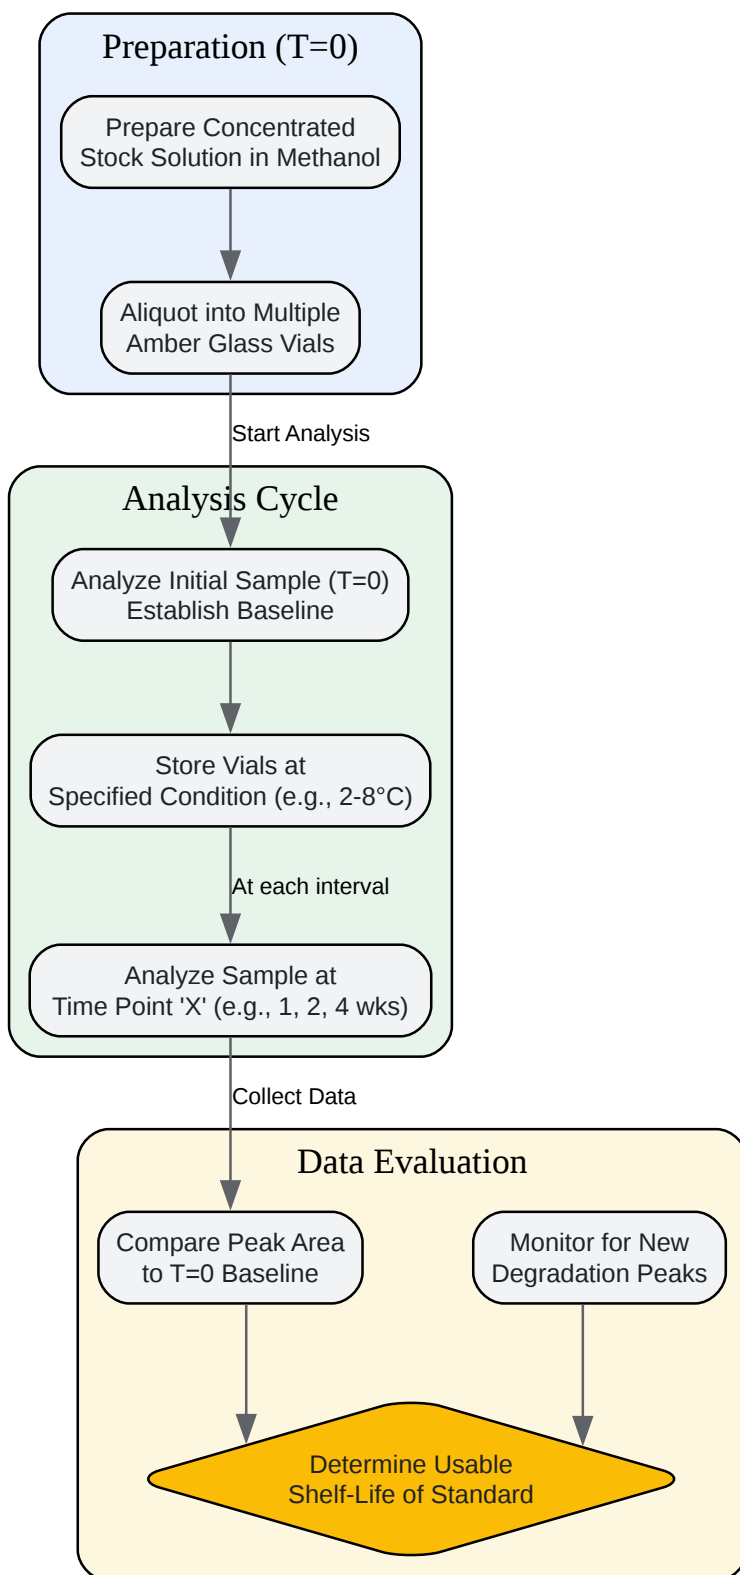 Preparation (T=0)
Prepare Concentrated
Stock Solution in Methanol
Aliquot into Multiple
Amber Glass Vials
Start Analysis
Analysis Cycle
Analyze Initial Sample (T=0)
Establish Baseline
Store Vials at
Specified Condition (e.g., 2-8°C)
At each interval
Analyze Sample at
Time Point 'X' (e.g., 1, 2, 4 wks)
Collect Data
Data Evaluation
Compare Peak Area
to T=0 Baseline
Monitor for New
Degradation Peaks
Determine Usable
Shelf-Life of Standard